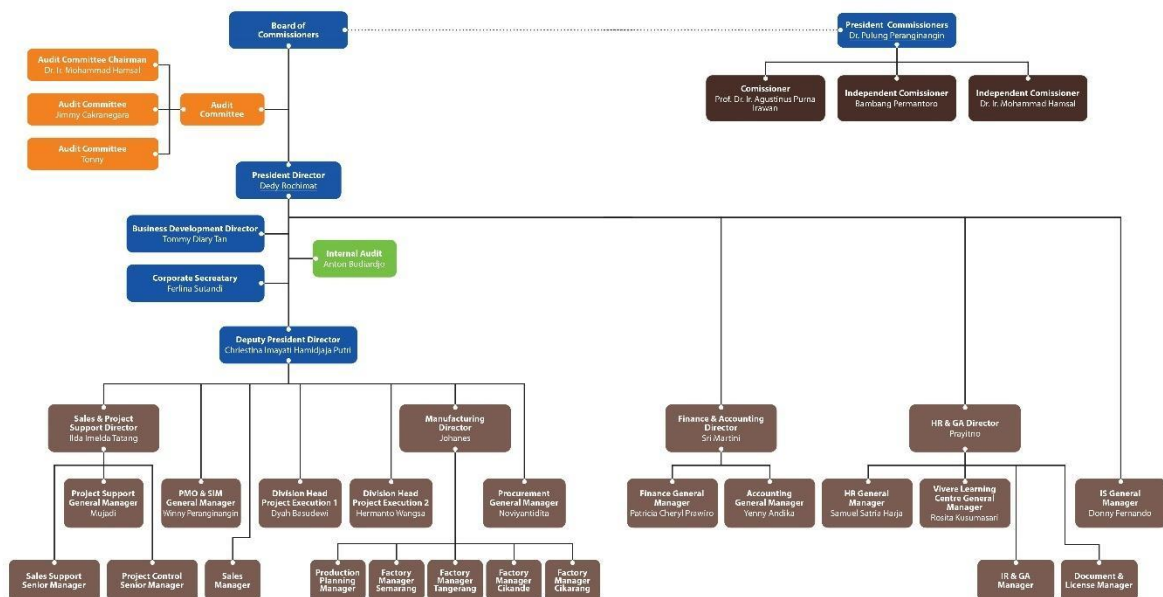 Board of
Commissioners
President Commissioners
Dr. Pulung Peranginangin
Audit Committee Chairman
Dr. Ir. Mohammad Hamsal
Audit Committee
Jimmy Cakranegara
Audit Committee
Tonny
Audit
Committee
Comissioner
Prof. Dr. Ir. Agustinus Purna
Irawan
Independent Comissioner
Bambang Permantoro
Independent Comissioner
Dr. Ir. Mohammad Hamsal
President Director
Dedy Rochimat
Business Development Director
Tommy Diary Tan
Internal Audit
Anton Budiardjo
Corporate Secreatary
Ferlina Sutandi
Deputy President Director
Chriestina Imayati Hamidjaja Putri
Sales & Project
Support Director
Ilda Imelda Tatang
Manufacturing
Director
Johanes
Finance & Accounting
Director
Sri Martini
HR & GA Director
Prayitno
Project Support
General Manager
Mujadi
PMO & SIM
General Manager
Winny Peranginangin
Division Head
Project Execution 1
Dyah Basudewi
Division Head
Project Execution 2
Hermanto Wangsa
Procurement
General Manager
Noviyantidita
Finance General
Manager
Patricia Cheryl Prawiro
Accounting
General Manager
Yenny Andika
HR General
Manager
Samuel Satria Harja
Vivere Learning
Centre General
Manager
Rosita Kusumasari
IS General
Manager
Donny Fernando
Sales Support
Senior Manager
Project Control
Senior Manager
Sales
Manager
Production
Planning
Manager
Factory
Manager
Semarang
Factory
Manager
Tangerang
Factory
Manager
Cikande
Factory
Manager
Cikarang
IR & GA
Manager
Document &
License Manager